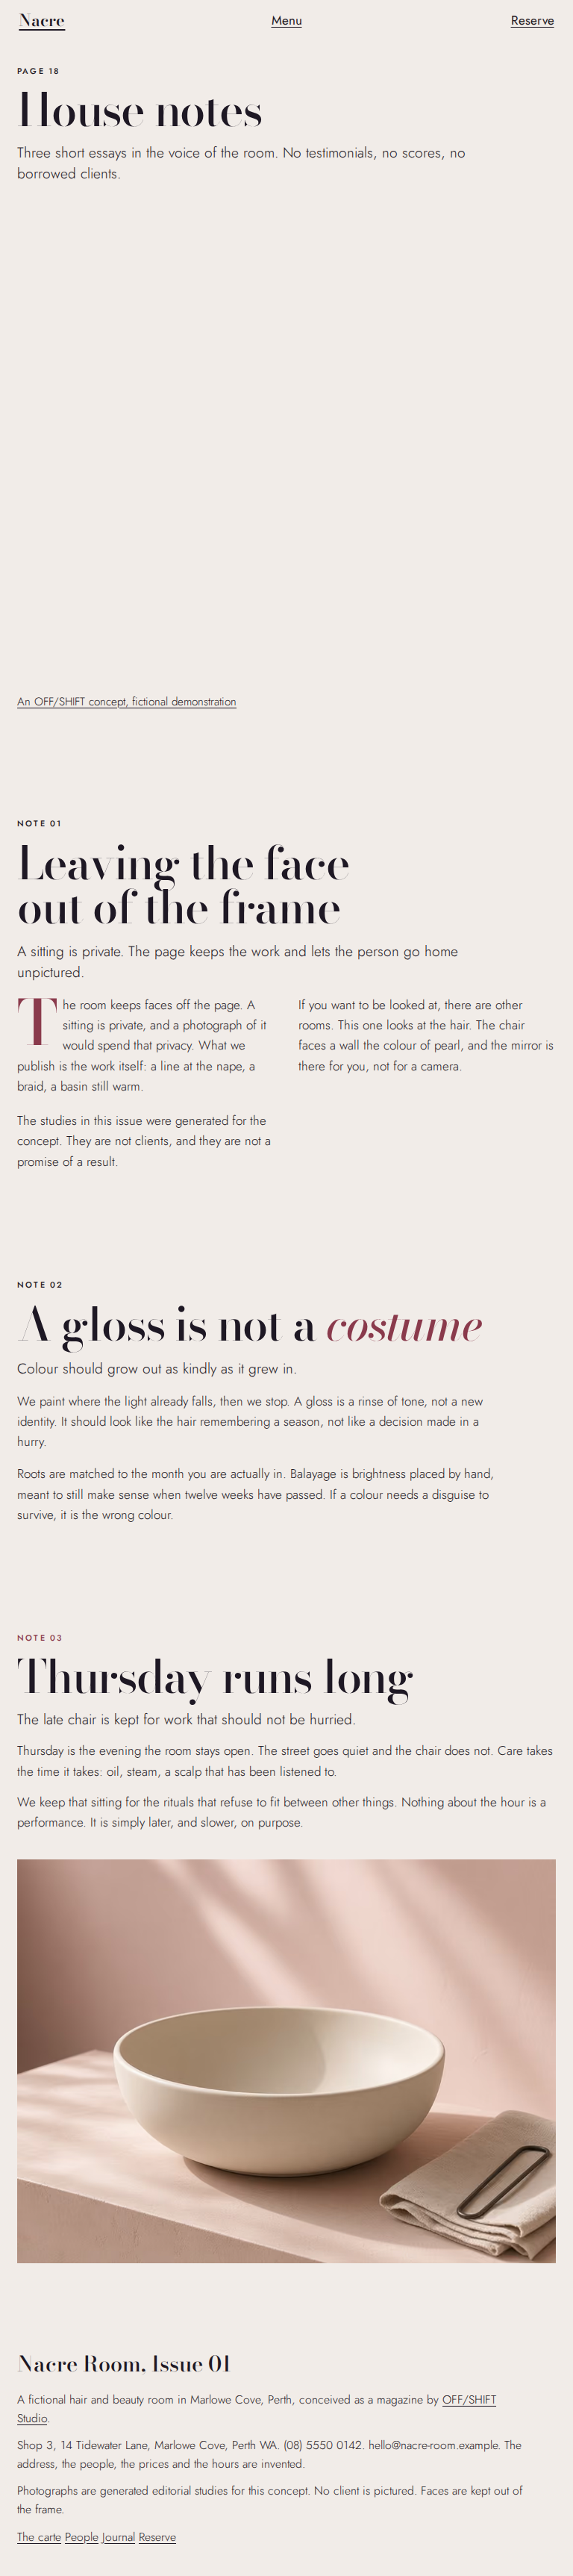 Nacre Menu Reserve
PAGE 18
House notes
Three short essays in the voice of the room. No testimonials, no scores, no
borrowed clients.
An OFF/SHIFT concept, fictional demonstration
NOTE 01
Leaving the face
out of the frame
A sitting is private. The page keeps the work and lets the person go home
unpictured.
The room keeps faces off the page. A
sitting is private, and a photograph of it
would spend that privacy. What we
publish is the work itself: a line at the nape, a
braid, a basin still warm.
The studies in this issue were generated for the
concept. They are not clients, and they are not a
promise of a result.
If you want to be looked at, there are other
rooms. This one looks at the hair. The chair
faces a wall the colour of pearl, and the mirror is
there for you, not for a camera.
NOTE 02
A gloss is not a costume
Colour should grow out as kindly as it grew in.
We paint where the light already falls, then we stop. A gloss is a rinse of tone, not a new
identity. It should look like the hair remembering a season, not like a decision made in a
hurry.
Roots are matched to the month you are actually in. Balayage is brightness placed by hand,
meant to still make sense when twelve weeks have passed. If a colour needs a disguise to
survive, it is the wrong colour.
NOTE 03
Thursday runs long
The late chair is kept for work that should not be hurried.
Thursday is the evening the room stays open. The street goes quiet and the chair does not. Care takes
the time it takes: oil, steam, a scalp that has been listened to.
We keep that sitting for the rituals that refuse to fit between other things. Nothing about the hour is a
performance. It is simply later, and slower, on purpose.
Nacre Room, Issue 01
A fictional hair and beauty room in Marlowe Cove, Perth, conceived as a magazine by OFF/SHIFT
Studio.
Shop 3, 14 Tidewater Lane, Marlowe Cove, Perth WA. (08) 5550 0142. hello@nacre-room.example. The
address, the people, the prices and the hours are invented.
Photographs are generated editorial studies for this concept. No client is pictured. Faces are kept out of
the frame.
The carte People Journal Reserve